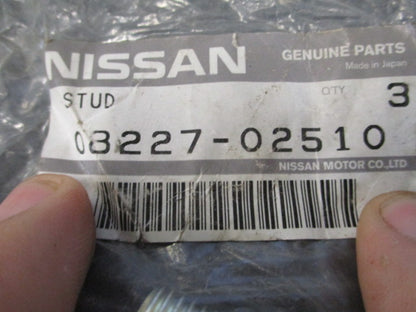 NISSAN
GENUINE PARTS
Made in Japan
STUD
QTY 3
08227-02510
NISSAN MOTOR CO.,LTD